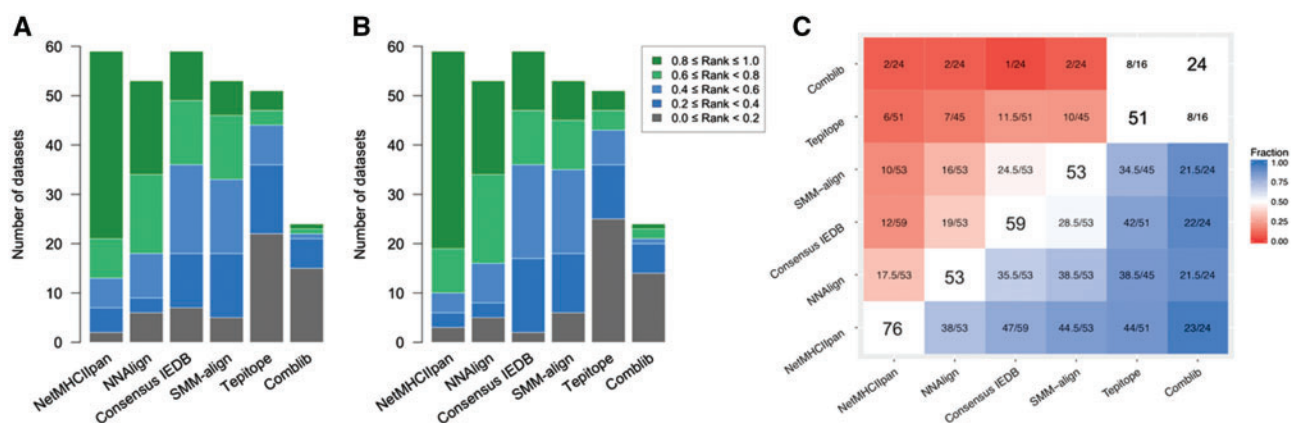 A
Number of datasets
60
50
40
30
20
10
0
NetMHCIIpan
NNAlign
Consensus IEDB
SMM-align
Tepitope
Comblib
B
Number of datasets
60
50
40
30
20
10
0
0.8 ≤ Rank ≤ 1.0
0.6 ≤ Rank < 0.8
0.4 ≤ Rank < 0.6
0.2 ≤ Rank < 0.4
0.0 ≤ Rank < 0.2
NetMHCIIpan
NNAlign
Consensus IEDB
SMM-align
Tepitope
Comblib
C
Comblib 2/24 2/24 1/24 2/24 8/16 24
Tepitope 6/51 7/45 11.5/51 10/45 51 8/16
SMM-align 10/53 16/53 24.5/53 53 34.5/45 21.5/24
Consensus IEDB 12/59 19/53 59 28.5/53 42/51 22/24
NNAlign 17.5/53 53 35.5/53 38.5/53 38.5/45 21.5/24
NetMHCIIpan 76 38/53 47/59 44.5/53 44/51 23/24
NetMHCIIpan
NNAlign
Consensus IEDB
SMM-align
Tepitope
Comblib
Fraction
1.00
0.75
0.50
0.25
0.00